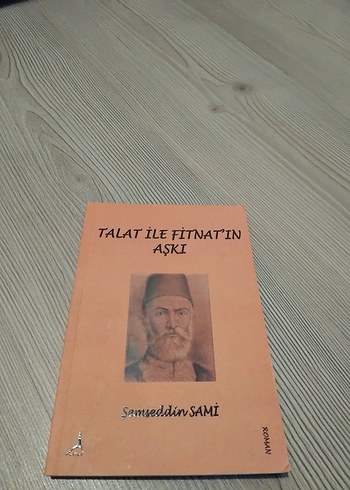 TALAT İLE FİTNAT'IN
AŞKI
Şemseddin SAMİ
ROMAN